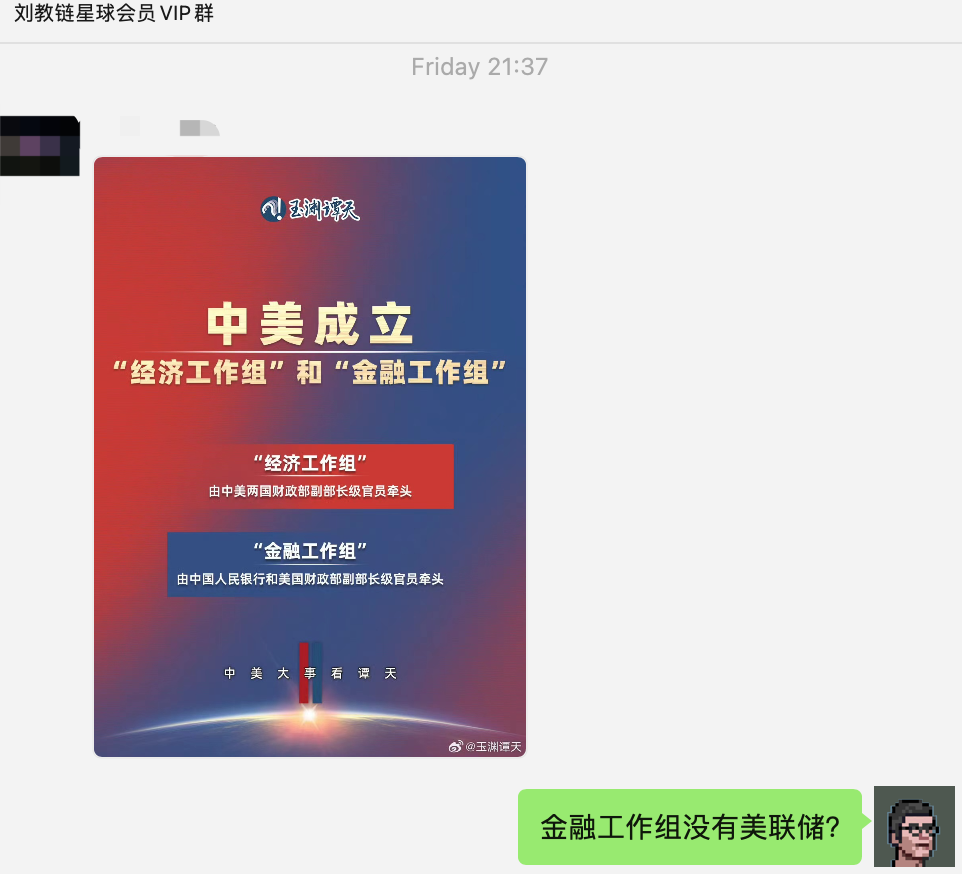 刘教链星球会员VIP群
Friday 21:37
玉渊谭天
中美成立
“经济工作组”和“金融工作组”
“经济工作组”
由中美两国财政部副部长级官员牵头
“金融工作组”
由中国人民银行和美国财政部副部长级官员牵头
中美大事看谭天
@玉渊谭天
金融工作组没有美联储?